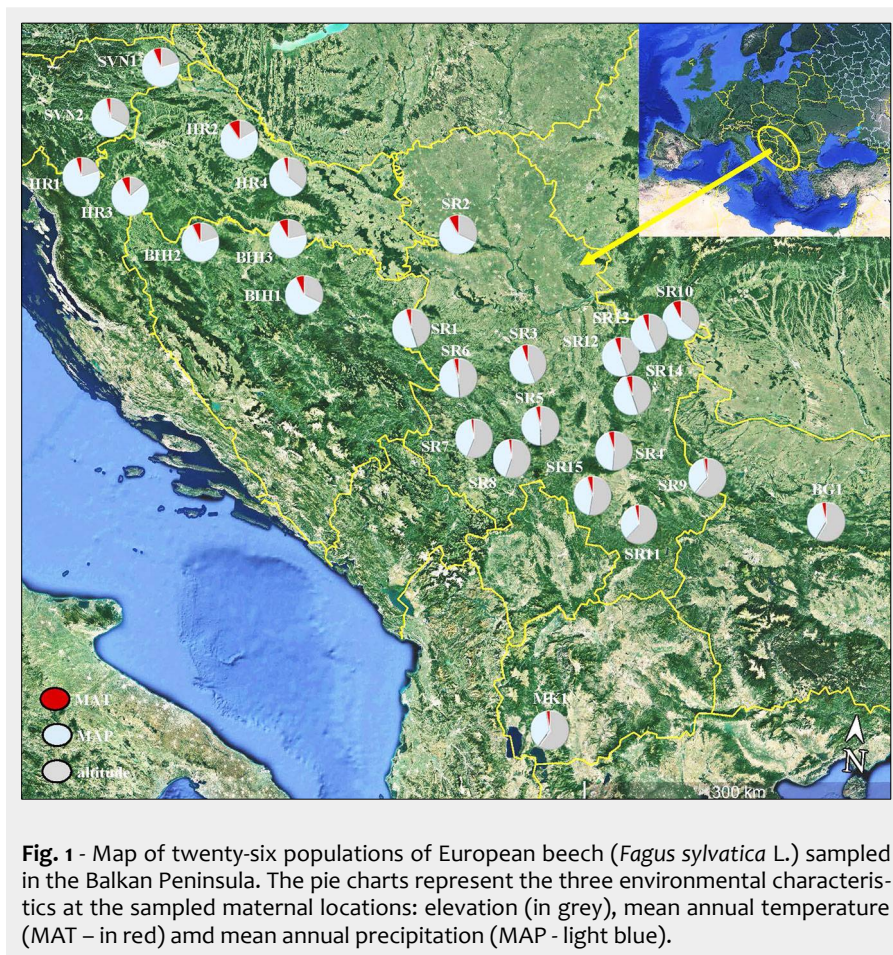 SVN1
SVN2
HR2
HR1
HR4
HR3
SR2
BIH2
BIH3
BIH1
SR10
SR13
SR1
SR3
SR12
SR6
SR14
SR5
SR7
SR4
SR8
SR15
SR9
BG1
SR11
MK1
MAT
MAP
altitude
N
300 km
Fig. 1 - Map of twenty-six populations of European beech (Fagus sylvatica L.) sampled
in the Balkan Peninsula. The pie charts represent the three environmental characteris-
tics at the sampled maternal locations: elevation (in grey), mean annual temperature
(MAT – in red) amd mean annual precipitation (MAP - light blue).